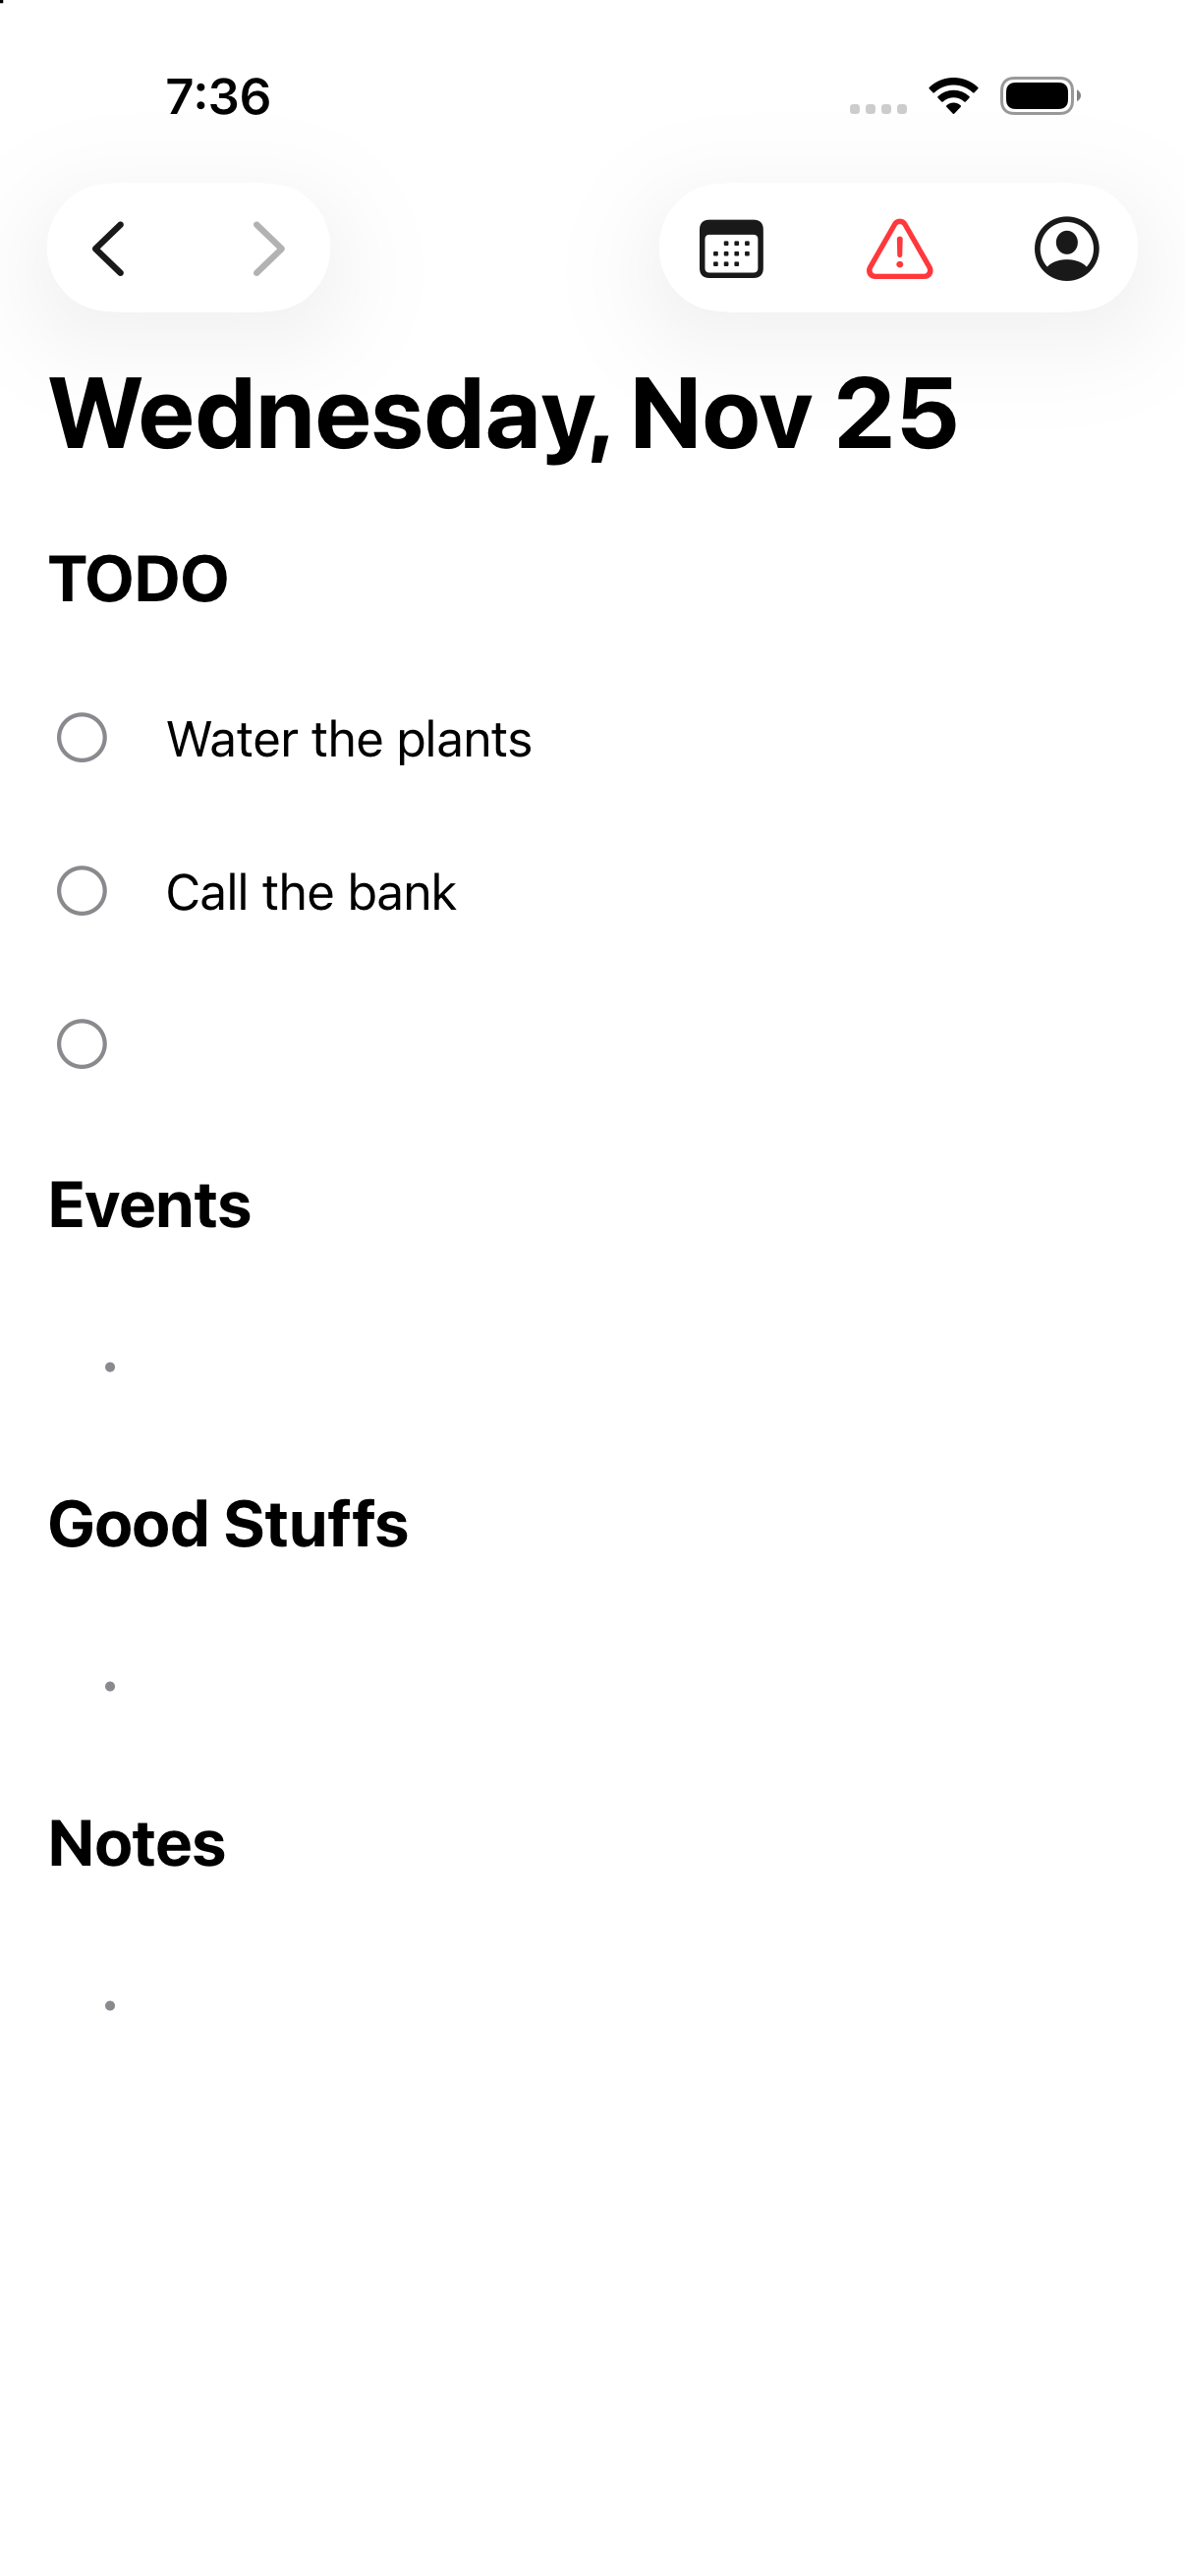 7:36
Wednesday, Nov 25
TODO
Water the plants
Call the bank
Events
Good Stuffs
Notes